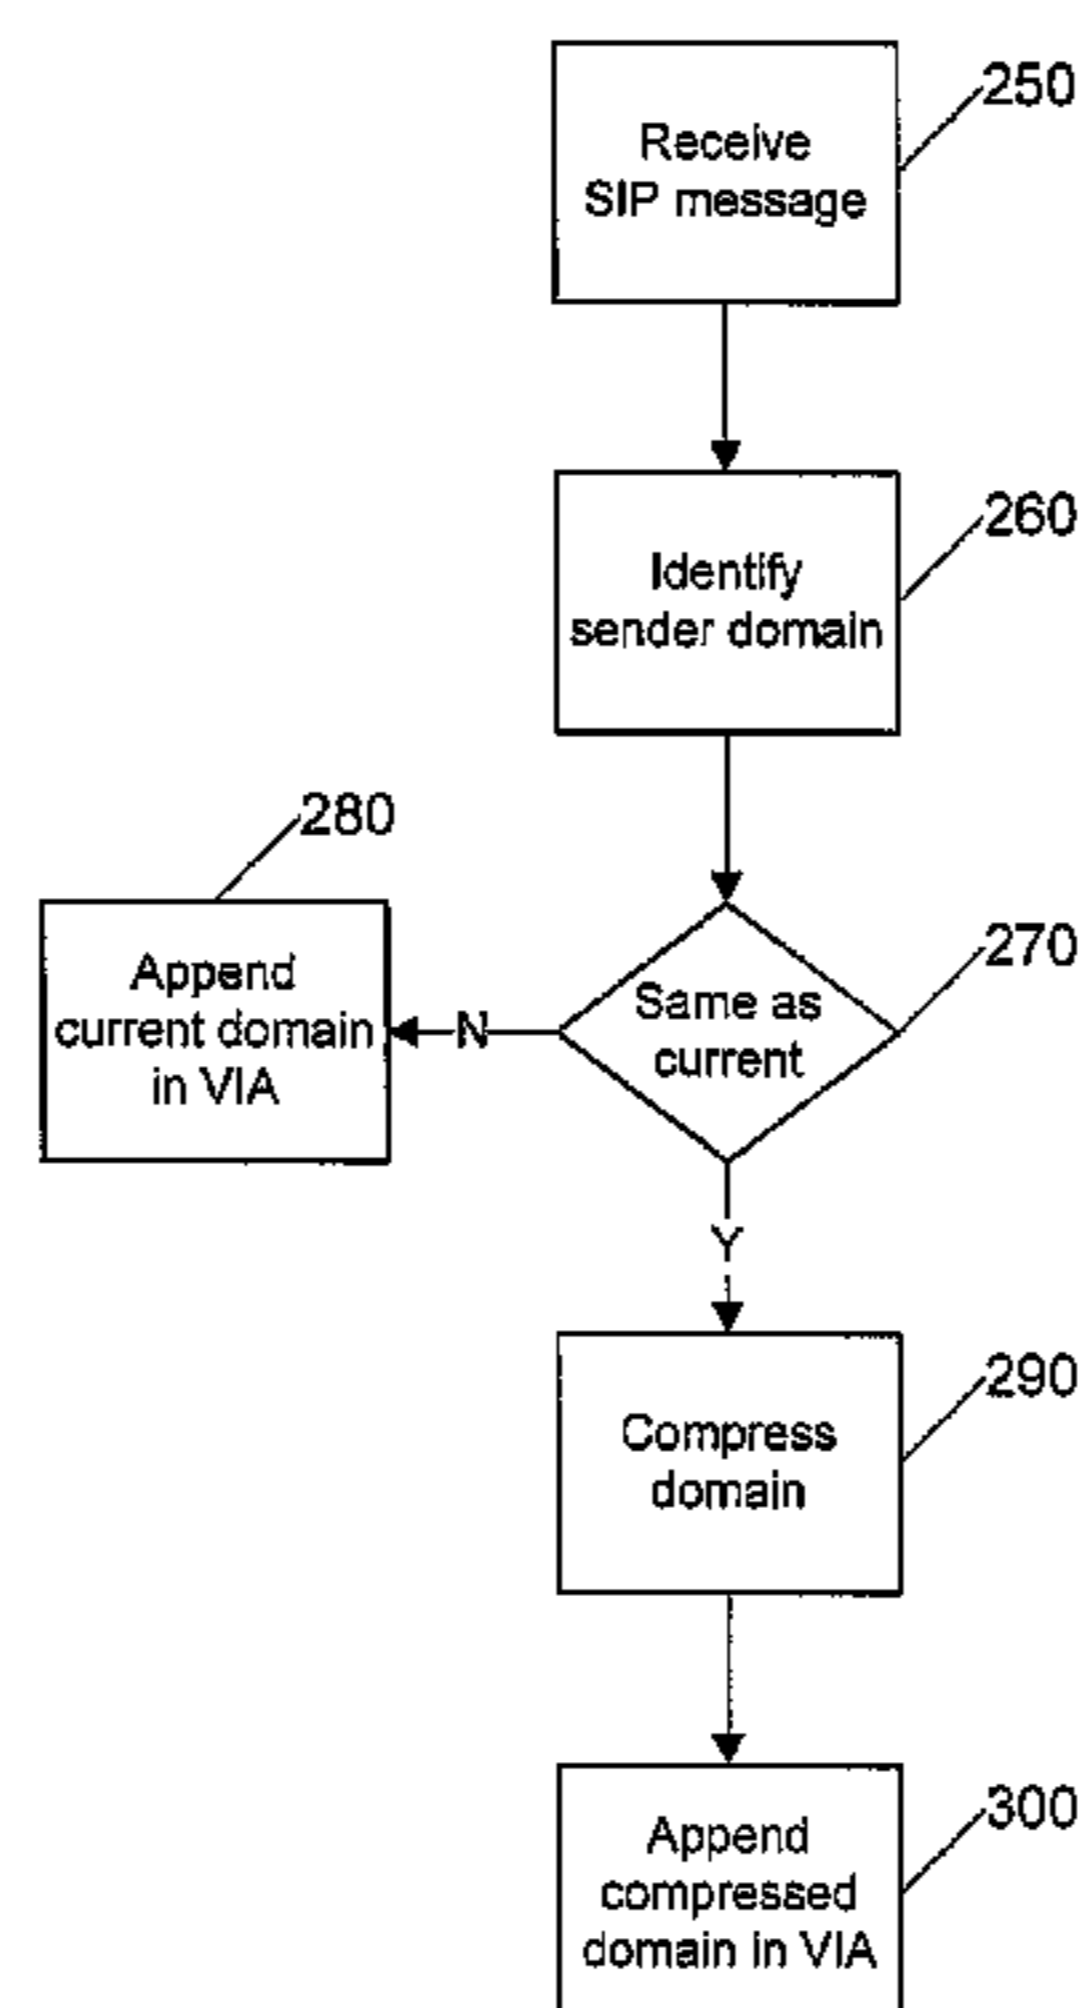 250
Receive
SIP message
260
Identify
sender domain
280
270
Append
current domain
in VIA
N
Same as
current
Y
290
Compress
domain
300
Append
compressed
domain in VIA